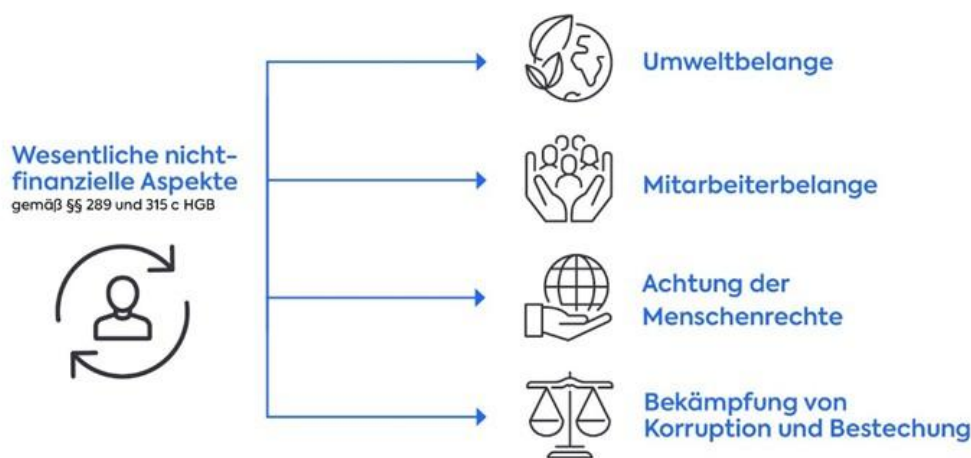 Umweltbelange
Wesentliche nicht-
finanzielle Aspekte
gemäß §§ 289 und 315 c HGB
Mitarbeiterbelange
Achtung der
Menschenrechte
Bekämpfung von
Korruption und Bestechung